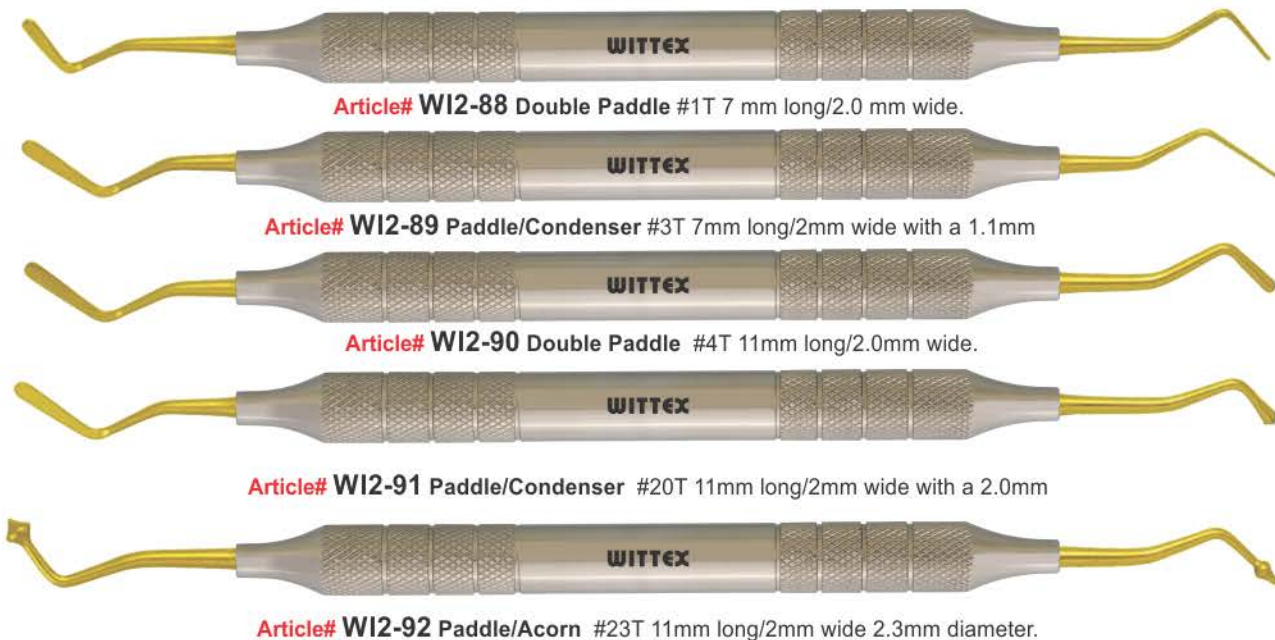 WITTEX
Article# WI2-88 Double Paddle #1T 7 mm long/2.0 mm wide.
WITTEX
Article# WI2-89 Paddle/Condenser #3T 7mm long/2mm wide with a 1.1mm
WITTEX
Article# WI2-90 Double Paddle #4T 11mm long/2.0mm wide.
WITTEX
Article# WI2-91 Paddle/Condenser #20T 11mm long/2mm wide with a 2.0mm
WITTEX
Article# WI2-92 Paddle/Acorn #23T 11mm long/2mm wide 2.3mm diameter.